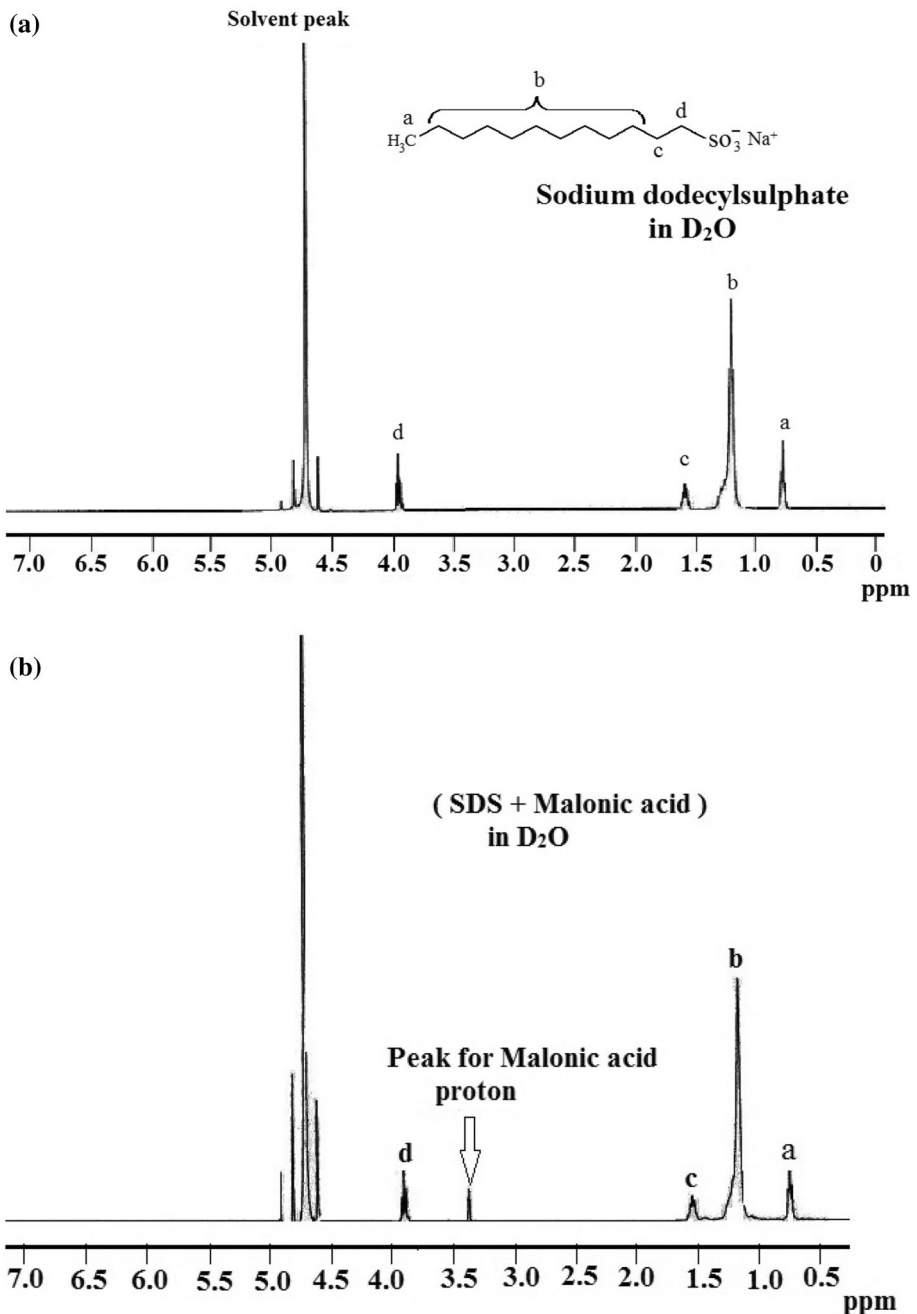 (a)
Solvent peak
b
a
d
H₃C
c
SO₃⁻ Na⁺
Sodium dodecylsulphate
in D₂O
b
d
a
c
7.0 6.5 6.0 5.5 5.0 4.5 4.0 3.5 3.0 2.5 2.0 1.5 1.0 0.5 0
ppm
(b)
( SDS + Malonic acid )
in D₂O
b
Peak for Malonic acid
proton
d
a
c
7.0 6.5 6.0 5.5 5.0 4.5 4.0 3.5 3.0 2.5 2.0 1.5 1.0 0.5
ppm